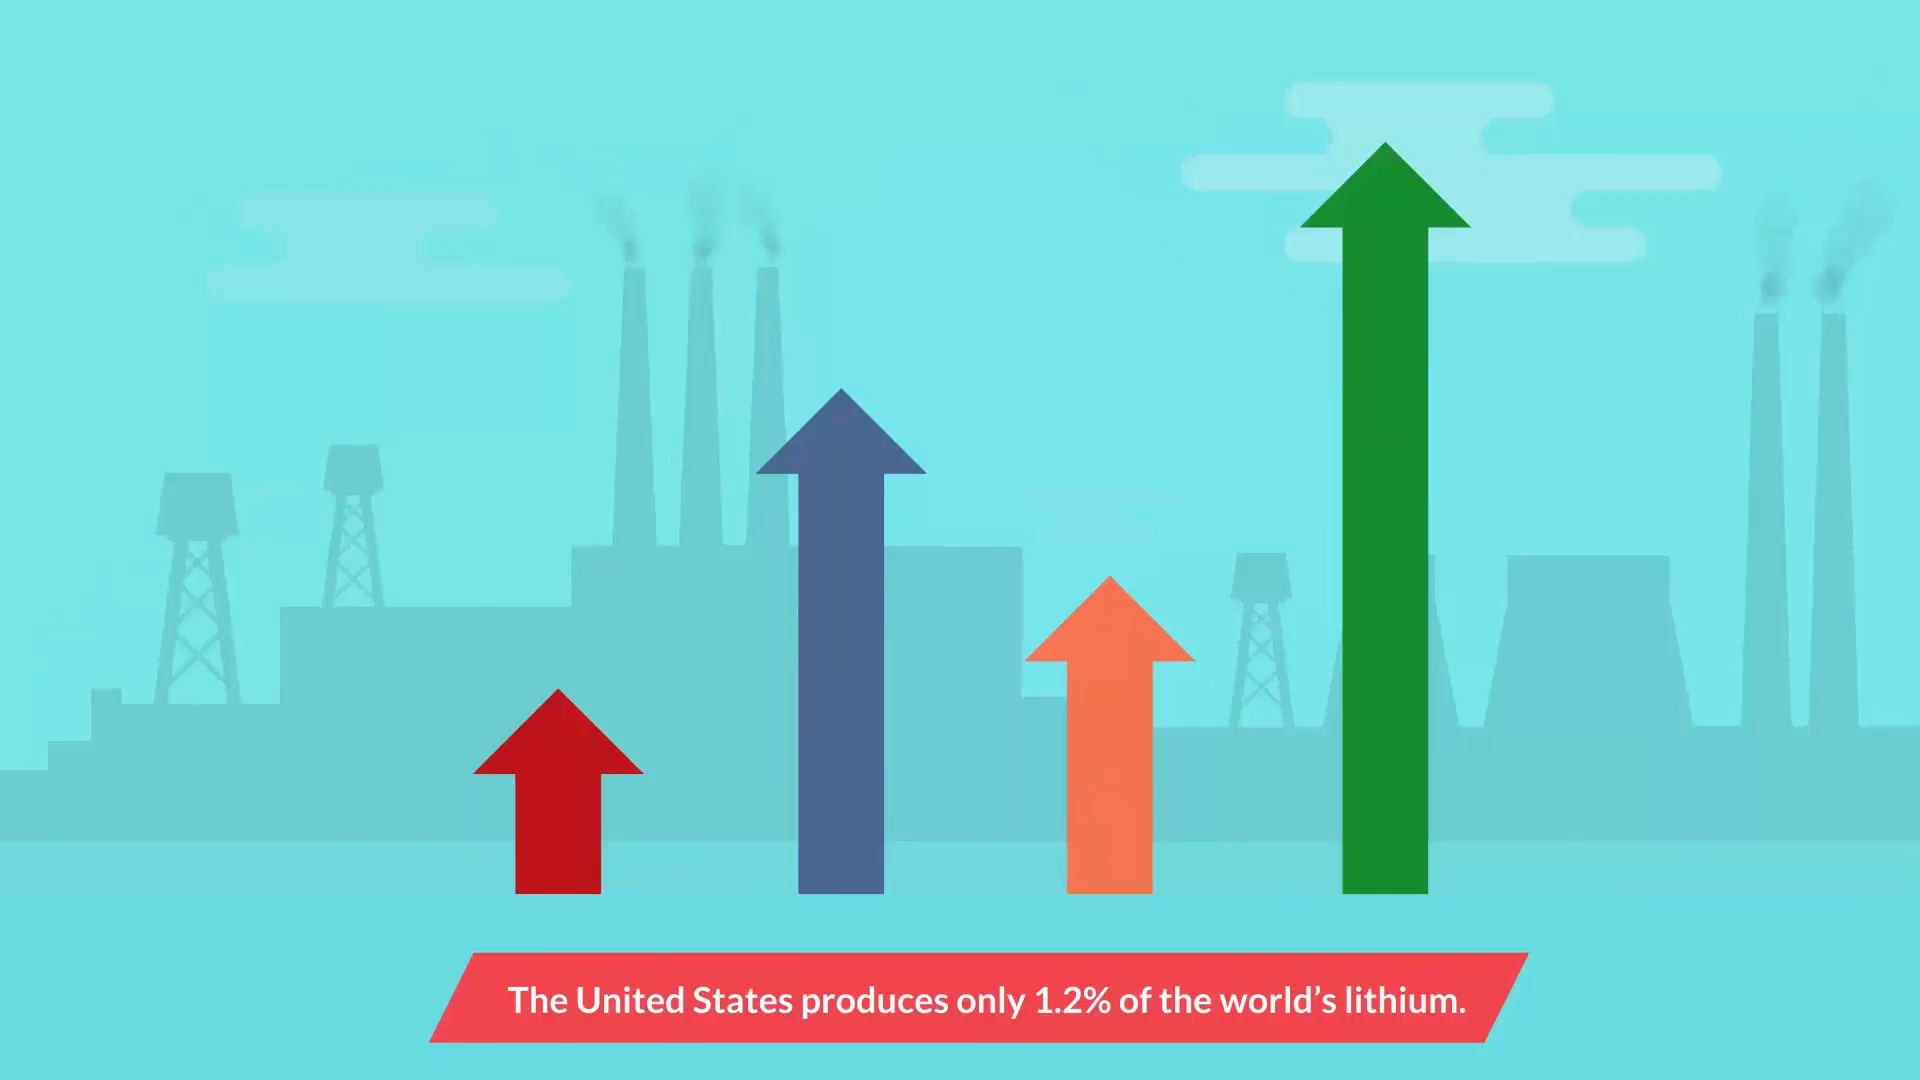 The United States produces only 1.2% of the world’s lithium.